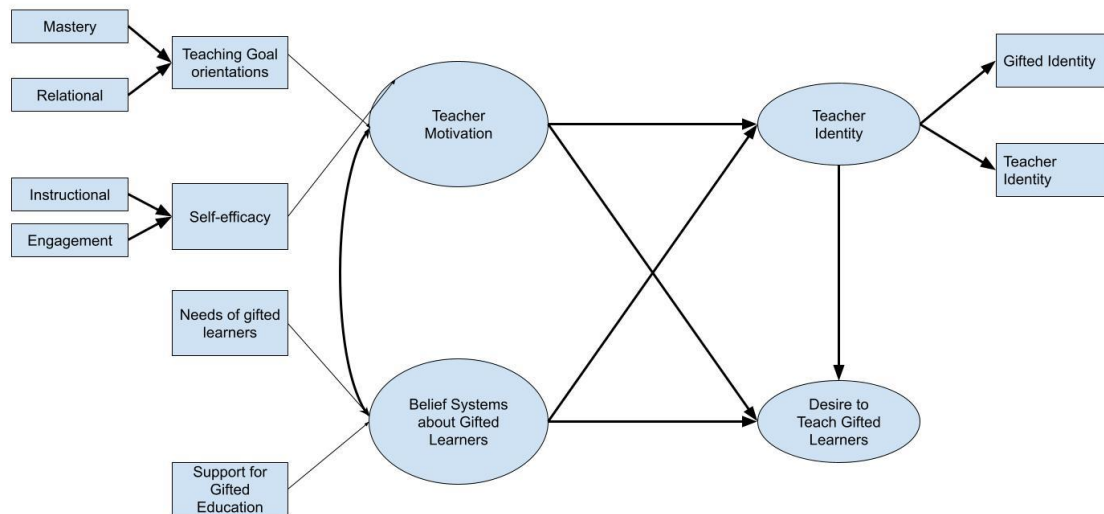 Mastery
Teaching Goal
orientations
Relational
Instructional
Self-efficacy
Engagement
Needs of gifted
learners
Support for
Gifted
Education
Teacher
Motivation
Belief Systems
about Gifted
Learners
Teacher
Identity
Desire to
Teach Gifted
Learners
Gifted Identity
Teacher
Identity